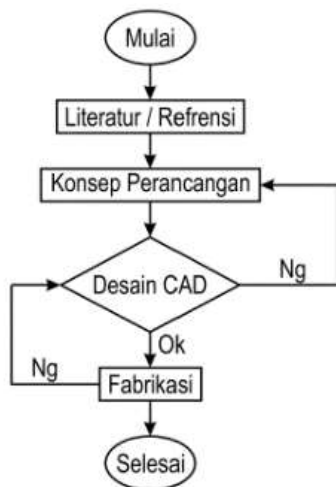 Mulai
Literatur / Refrensi
Konsep Perancangan
Desain CAD
Ng
Ok
Ng
Fabrikasi
Selesai